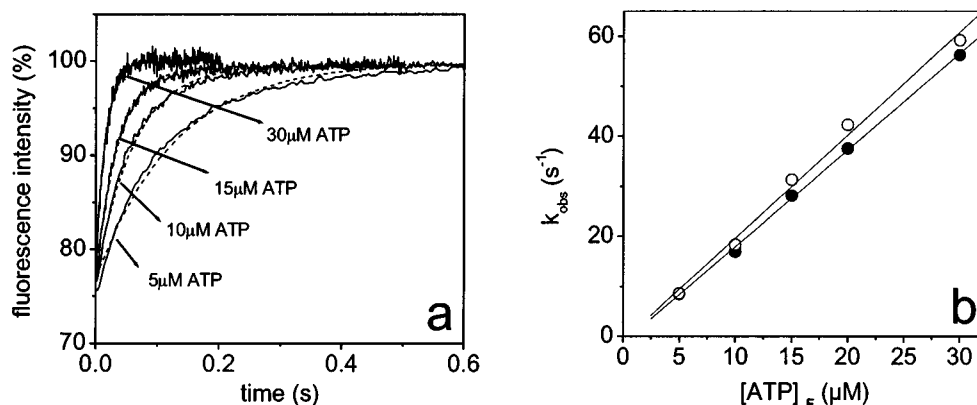 fluorescence intensity (%)
100
90
80
70
30µM ATP
15µM ATP
10µM ATP
5µM ATP
a
0.0 0.2 0.4 0.6
time (s)
k obs (s⁻¹)
60
40
20
0
b
0 5 10 15 20 25 30
[ATP] F (µM)